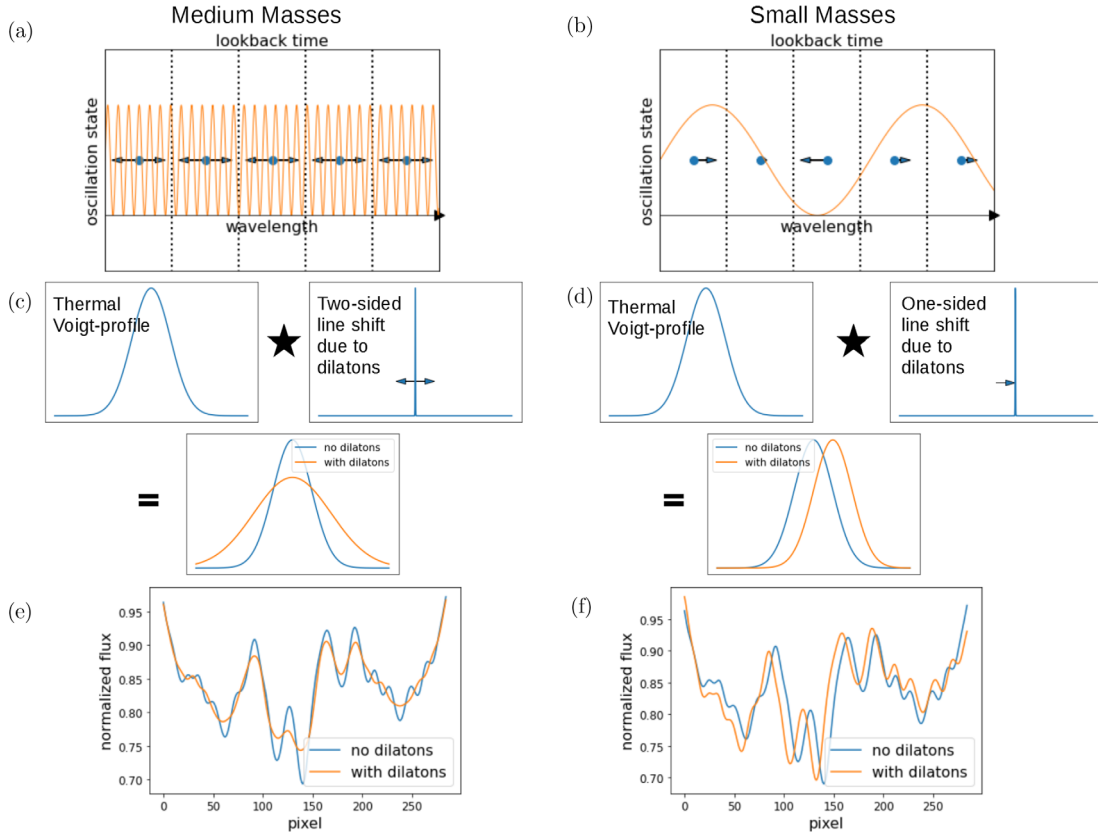 Medium Masses
Small Masses
(a)
lookback time
oscillation state
wavelength
(b)
lookback time
oscillation state
wavelength
(c)
Thermal
Voigt-profile
Two-sided
line shift
due to
dilatons
(d)
Thermal
Voigt-profile
One-sided
line shift
due to
dilatons
=
no dilatons
with dilatons
=
no dilatons
with dilatons
(e)
normalized flux
0.95
0.90
0.85
0.80
0.75
0.70
no dilatons
with dilatons
0 50 100 150 200 250
pixel
(f)
normalized flux
0.95
0.90
0.85
0.80
0.75
0.70
no dilatons
with dilatons
0 50 100 150 200 250
pixel